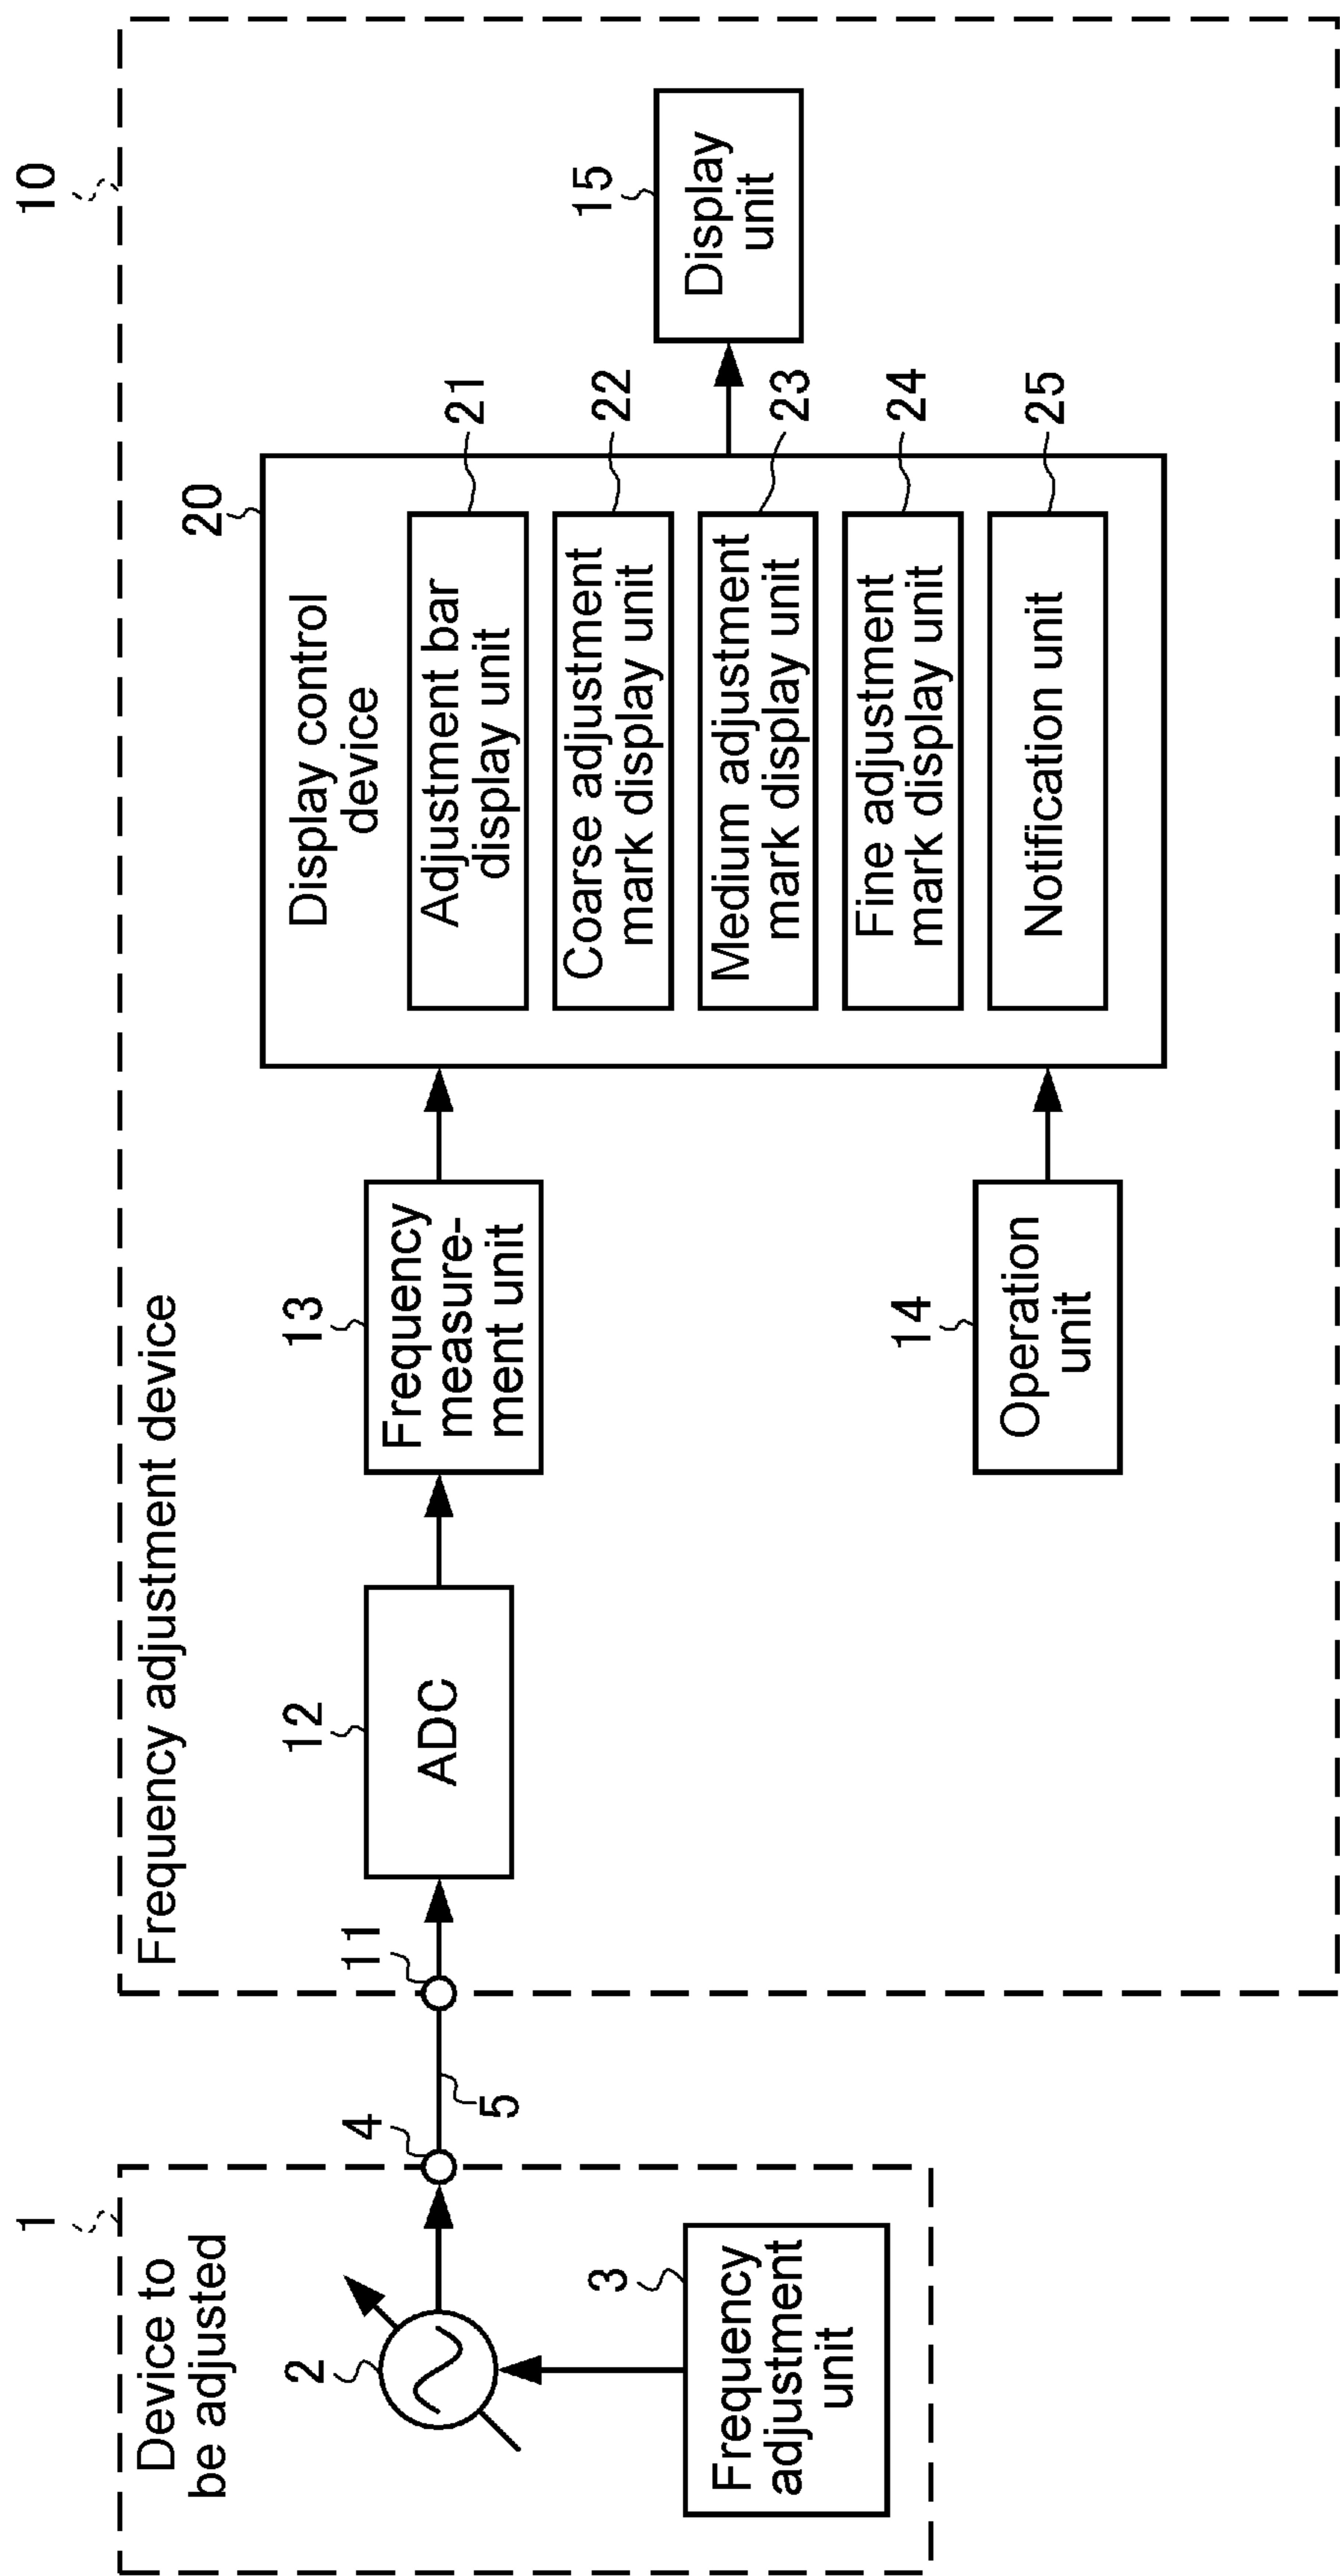 1
Device to
be adjusted
2
3
Frequency
adjustment
unit
4
5
10
Frequency adjustment device
11
12
ADC
13
Frequency
measure-
ment unit
14
Operation
unit
20
Display control
device
Adjustment bar
display unit
21
Coarse adjustment
mark display unit
22
Medium adjustment
mark display unit
23
Fine adjustment
mark display unit
24
Notification unit
25
15
Display
unit